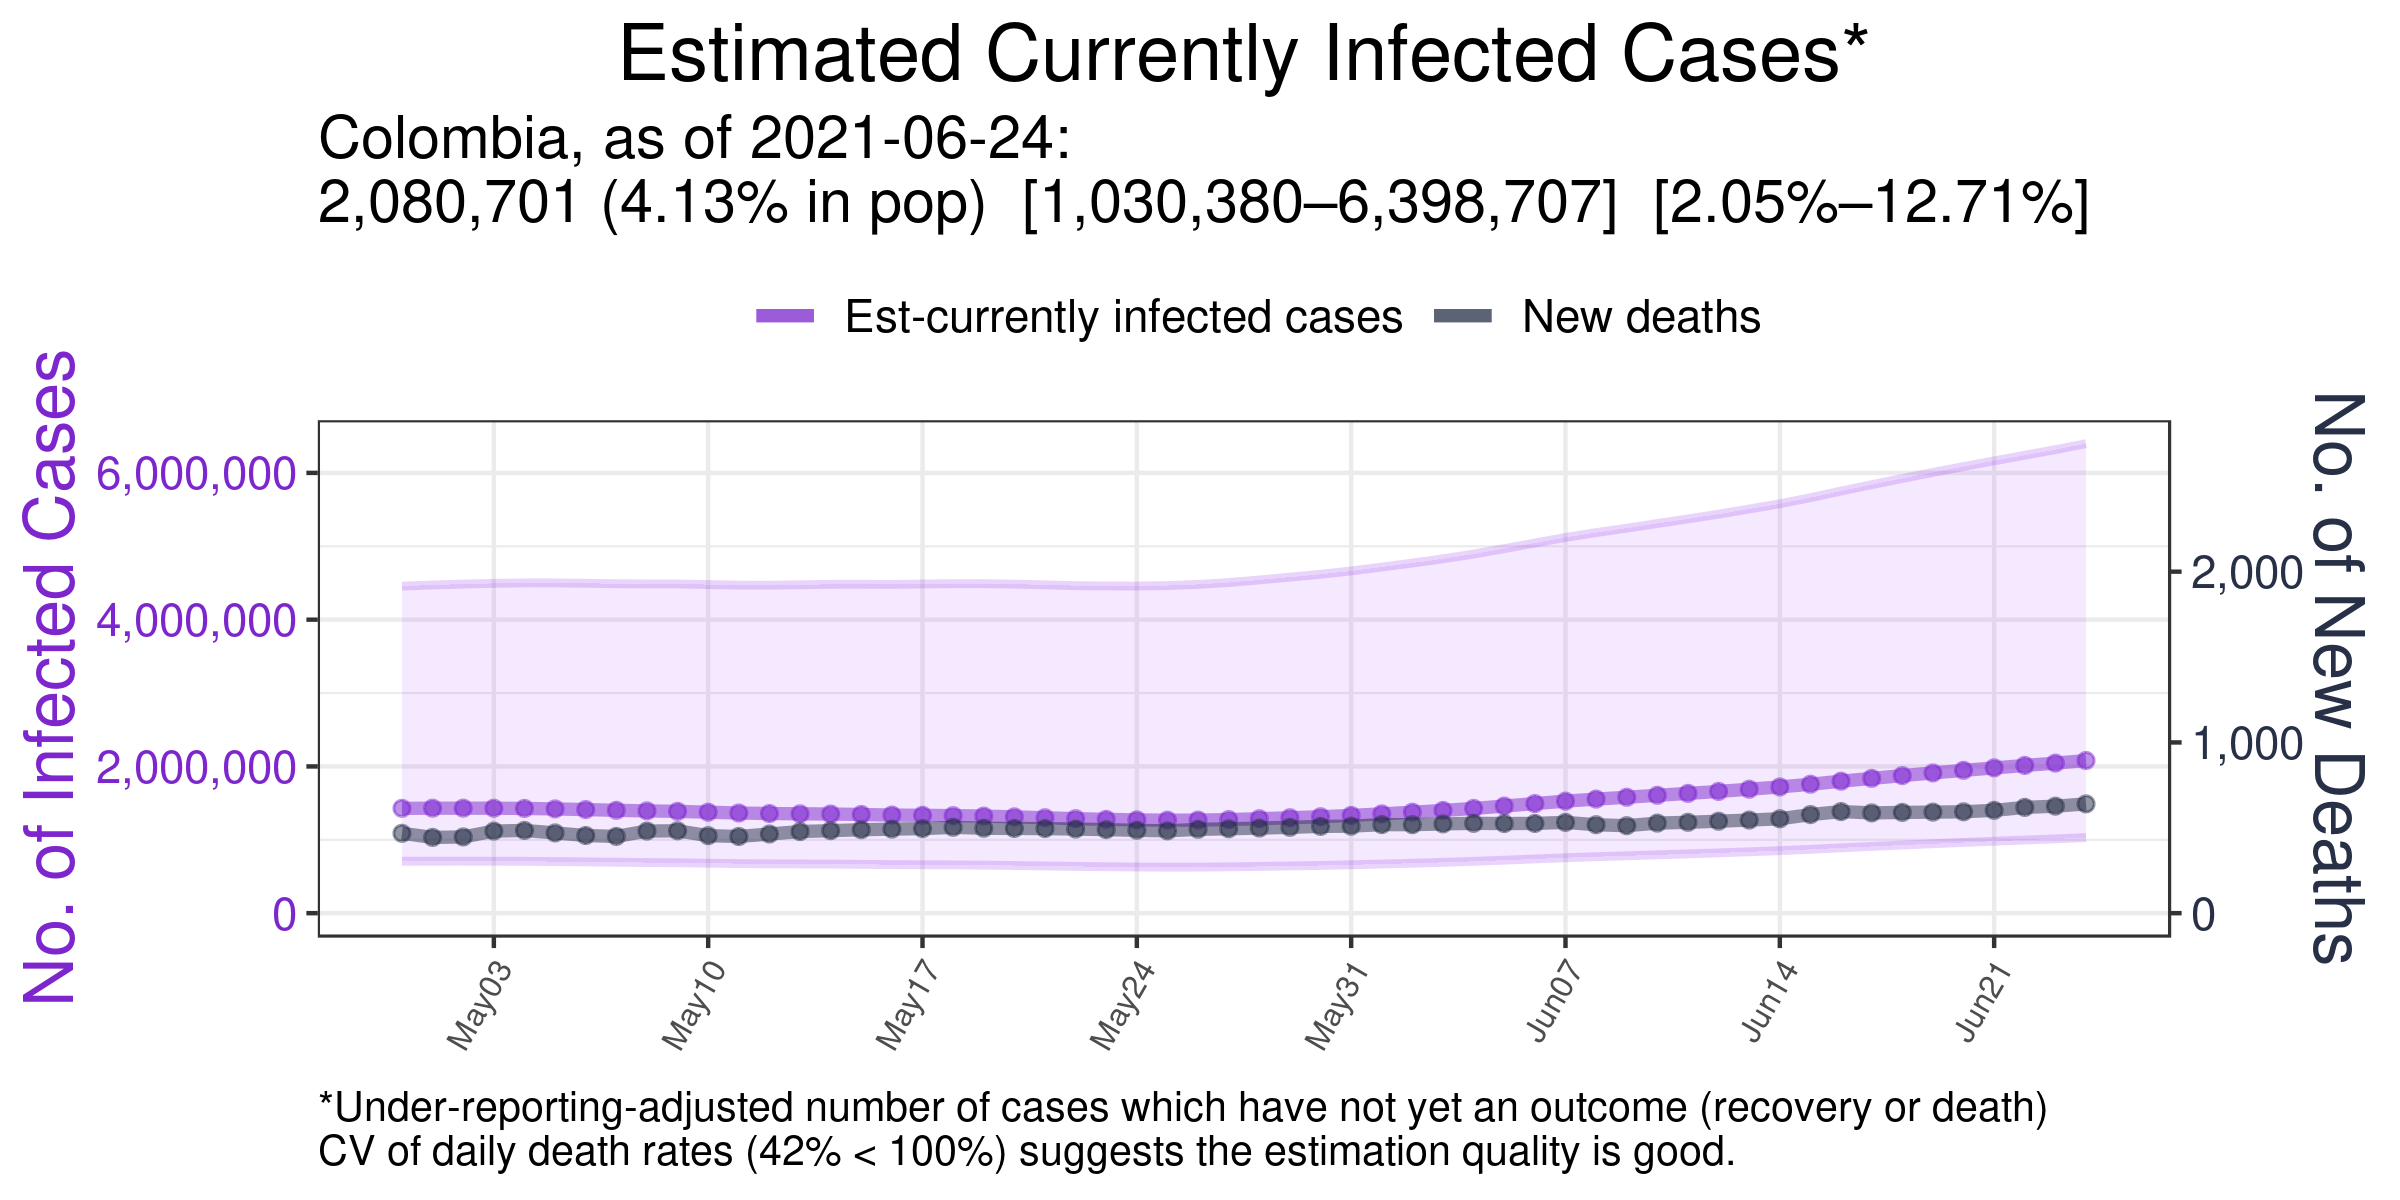 Estimated Currently Infected Cases*
Colombia, as of 2021-06-24:
2,080,701 (4.13% in pop) [1,030,380–6,398,707] [2.05%–12.71%]
Est-currently infected cases New deaths
No. of Infected Cases
6,000,000
4,000,000
2,000,000
0
2,000
1,000
0
No. of New Deaths
May03 May10 May17 May24 May31 Jun07 Jun14 Jun21
*Under-reporting-adjusted number of cases which have not yet an outcome (recovery or death)
CV of daily death rates (42% < 100%) suggests the estimation quality is good.